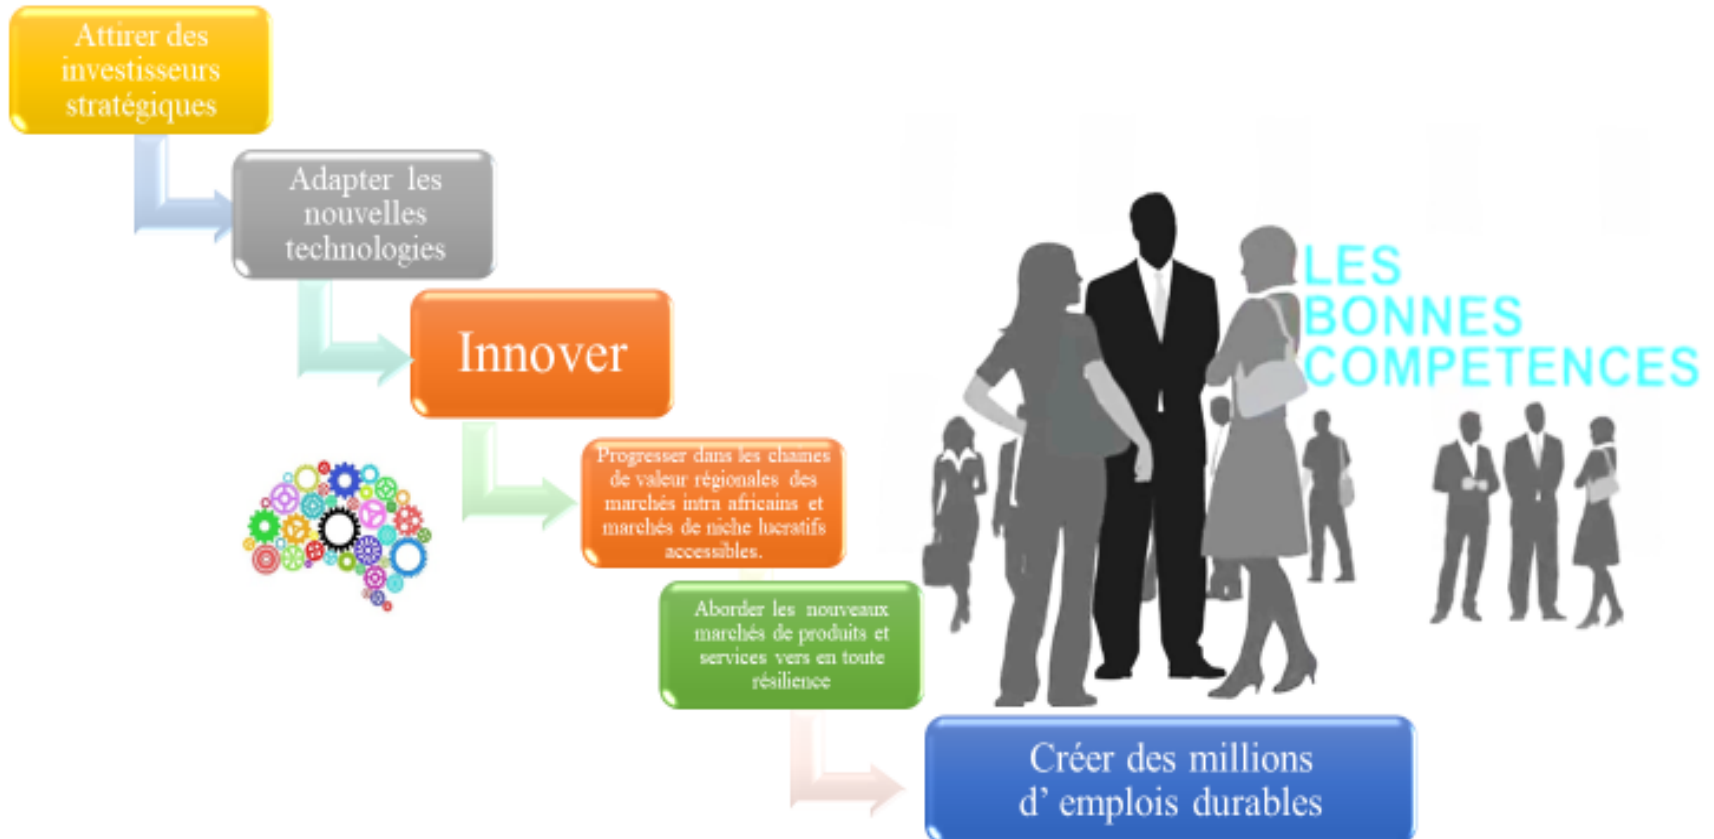 Attirer des
investisseurs
stratégiques
Adapter les
nouvelles
technologies
Innover
Progresser dans les chaines
de valeur régionales des
marchés intra africains et
marchés de niche lucratifs
accessibles.
Aborder les nouveaux
marchés de produits et
services vers en toute
résilience
Créer des millions
d' emplois durables
LES
BONNES
COMPETENCES